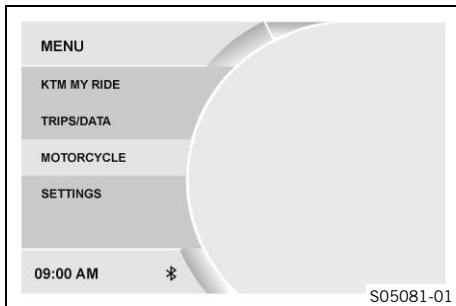 MENU
KTM MY RIDE
TRIPS/DATA
MOTORCYCLE
SETTINGS
09:00 AM
S05081-01